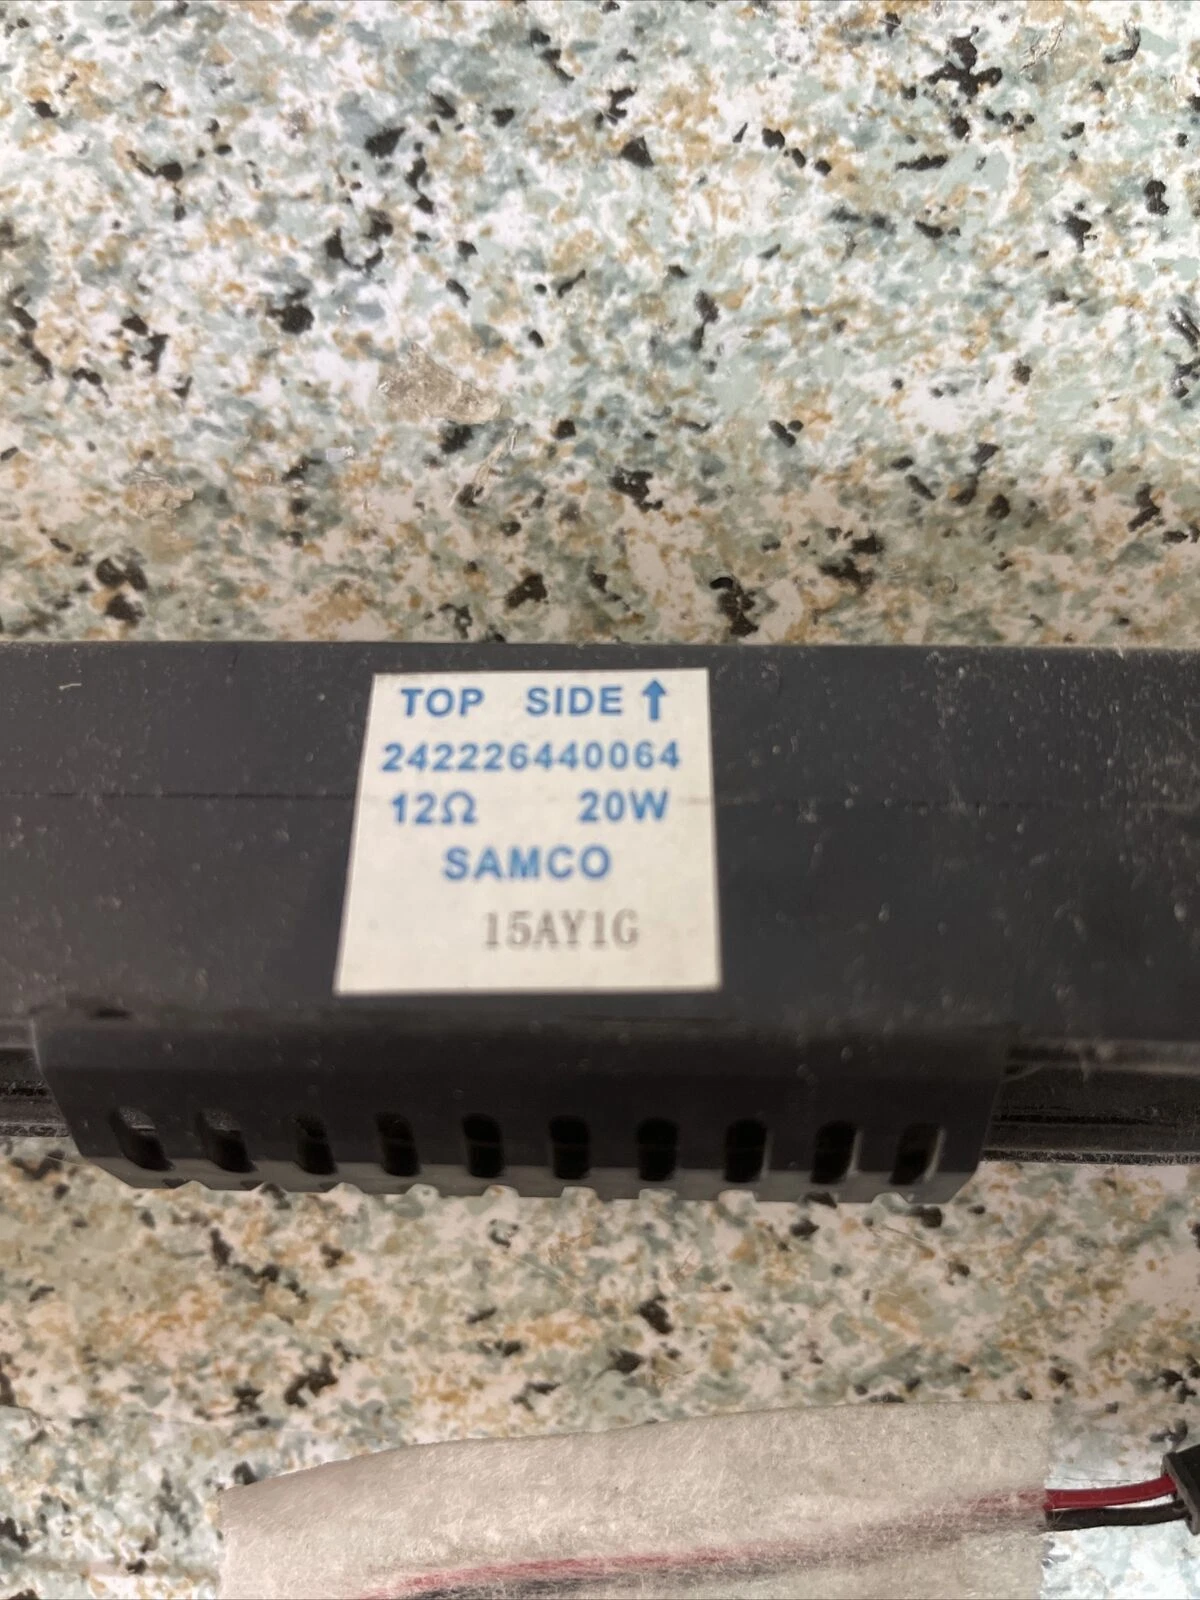 TOP SIDE ↑
242226440064
12Ω 20W
SAMCO
15AY1G